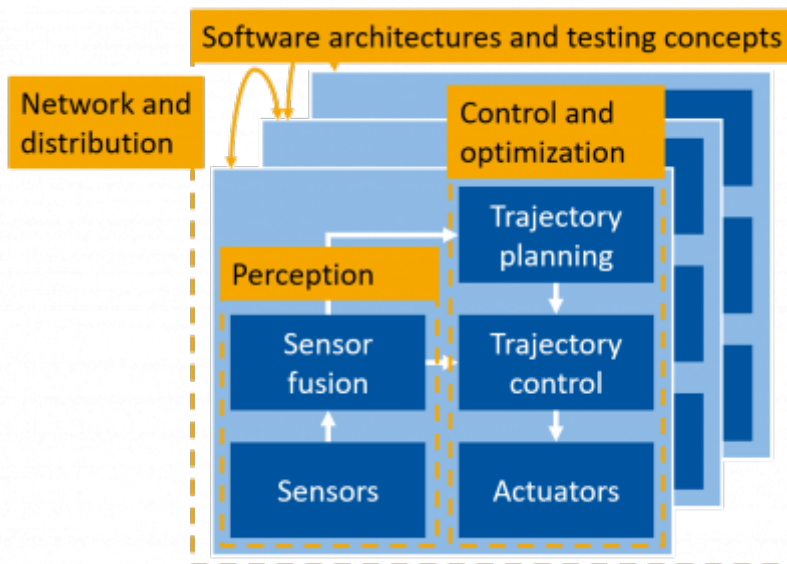 Software architectures and testing concepts
Network and
distribution
Control and
optimization
Trajectory
planning
Perception
Sensor
fusion
Trajectory
control
Sensors
Actuators